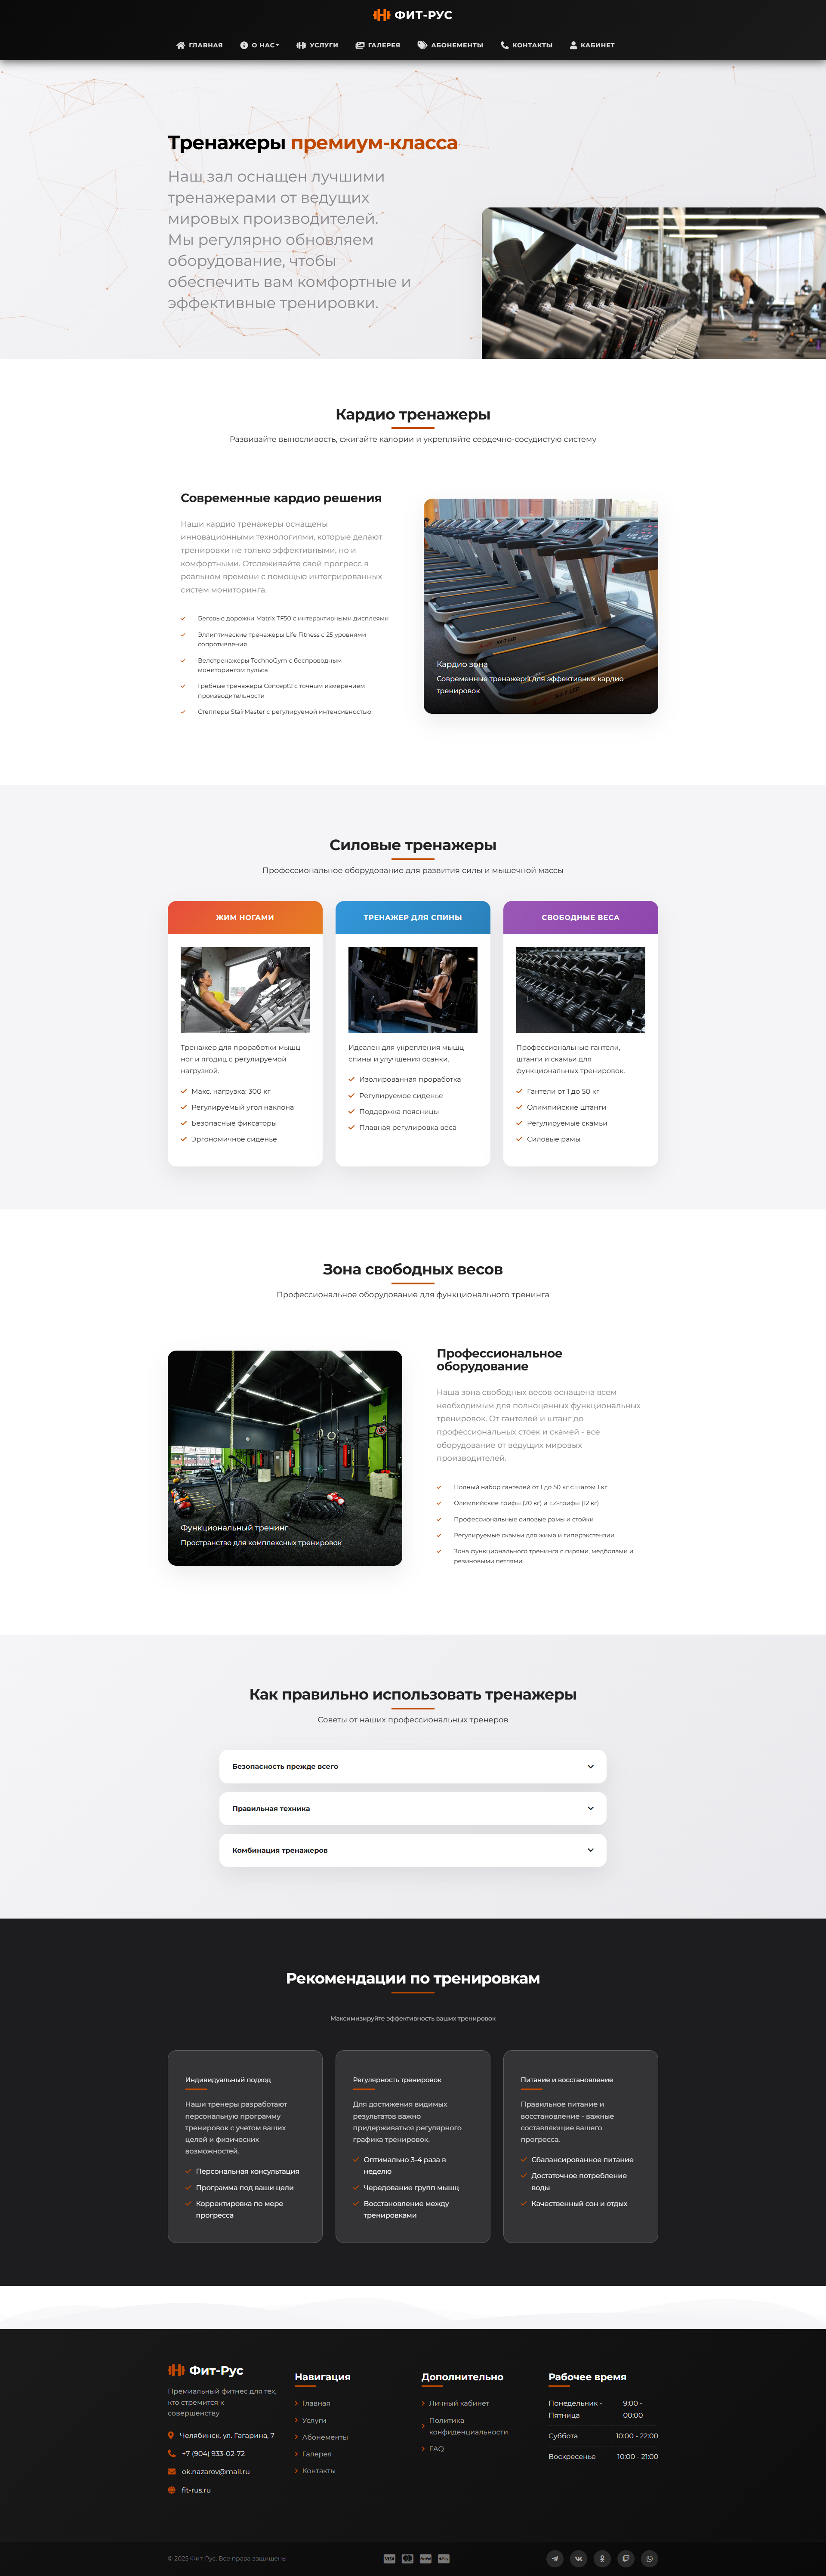 ФИТ-РУС
ГЛАВНАЯ О НАС УСЛУГИ ГАЛЕРЕЯ АБОНЕМЕНТЫ КОНТАКТЫ КАБИНЕТ
Тренажеры премиум-класса
Наш зал оснащен лучшими
тренажерами от ведущих
мировых производителей.
Мы регулярно обновляем
оборудование, чтобы
обеспечить вам комфортные и
эффективные тренировки.
Кардио тренажеры
Развивайте выносливость, сжигайте калории и укрепляйте сердечно-сосудистую систему
Современные кардио решения
Наши кардио тренажеры оснащены
инновационными технологиями, которые делают
тренировки не только эффективными, но и
комфортными. Отслеживайте свой прогресс в
реальном времени с помощью интегрированных
систем мониторинга.
Беговые дорожки Matrix TF50 с интерактивными дисплеями
Эллиптические тренажеры Life Fitness с 25 уровнями
сопротивления
Велотренажеры TechnoGym с беспроводным
мониторингом пульса
Гребные тренажеры Concept2 с точным измерением
производительности
Степперы StairMaster с регулируемой интенсивностью
Кардио зона
Современные тренажеры для эффективных кардио
тренировок
Силовые тренажеры
Профессиональное оборудование для развития силы и мышечной массы
ЖИМ НОГАМИ
Тренажер для проработки мышц
ног и ягодиц с регулируемой
нагрузкой.
Макс. нагрузка: 300 кг
Регулируемый угол наклона
Безопасные фиксаторы
Эргономичное сиденье
ТРЕНАЖЕР ДЛЯ СПИНЫ
Идеален для укрепления мышц
спины и улучшения осанки.
Изолированная проработка
Регулируемое сиденье
Поддержка поясницы
Плавная регулировка веса
СВОБОДНЫЕ ВЕСА
Профессиональные гантели,
штанги и скамьи для
функциональных тренировок.
Гантели от 1 до 50 кг
Олимпийские штанги
Регулируемые скамьи
Силовые рамы
Зона свободных весов
Профессиональное оборудование для функционального тренинга
Функциональный тренинг
Пространство для комплексных тренировок
Профессиональное
оборудование
Наша зона свободных весов оснащена всем
необходимым для полноценных функциональных
тренировок. От гантелей и штанг до
профессиональных стоек и скамей - все
оборудование от ведущих мировых
производителей.
Полный набор гантелей от 1 до 50 кг с шагом 1 кг
Олимпийские грифы (20 кг) и EZ-грифы (12 кг)
Профессиональные силовые рамы и стойки
Регулируемые скамьи для жима и гиперэкстензии
Зона функционального тренинга с гирями, медболами и
резиновыми петлями
Как правильно использовать тренажеры
Советы от наших профессиональных тренеров
Безопасность прежде всего
Правильная техника
Комбинация тренажеров
Рекомендации по тренировкам
Максимизируйте эффективность ваших тренировок
Индивидуальный подход
Наши тренеры разработают
персональную программу
тренировок с учетом ваших
целей и физических
возможностей.
Персональная консультация
Программа под ваши цели
Корректировка по мере
прогресса
Регулярность тренировок
Для достижения видимых
результатов важно
придерживаться регулярного
графика тренировок.
Оптимально 3-4 раза в
неделю
Чередование групп мышц
Восстановление между
тренировками
Питание и восстановление
Правильное питание и
восстановление - важные
составляющие вашего
прогресса.
Сбалансированное питание
Достаточное потребление
воды
Качественный сон и отдых
Фит-Рус
Премиальный фитнес для тех,
кто стремится к
совершенству
Челябинск, ул. Гагарина, 7
+7 (904) 933-02-72
ok.nazarov@mail.ru
fit-rus.ru
Навигация
Главная
Услуги
Абонементы
Галерея
Контакты
Дополнительно
Личный кабинет
Политика
конфиденциальности
FAQ
Рабочее время
Понедельник - 9:00 -
Пятница 00:00
Суббота 10:00 - 22:00
Воскресенье 10:00 - 21:00
© 2025 Фит-Рус. Все права защищены
VISA PayPal Pay